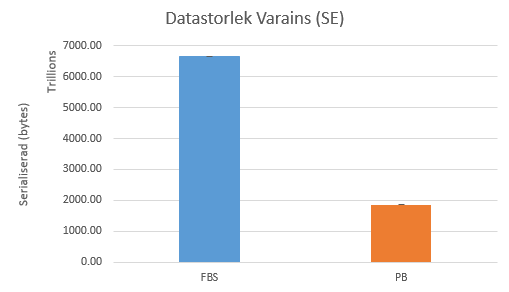 Datastorlek Varains (SE)
Serialiserad (bytes)
Trillions
7000.00
6000.00
5000.00
4000.00
3000.00
2000.00
1000.00
0.00
FBS
PB